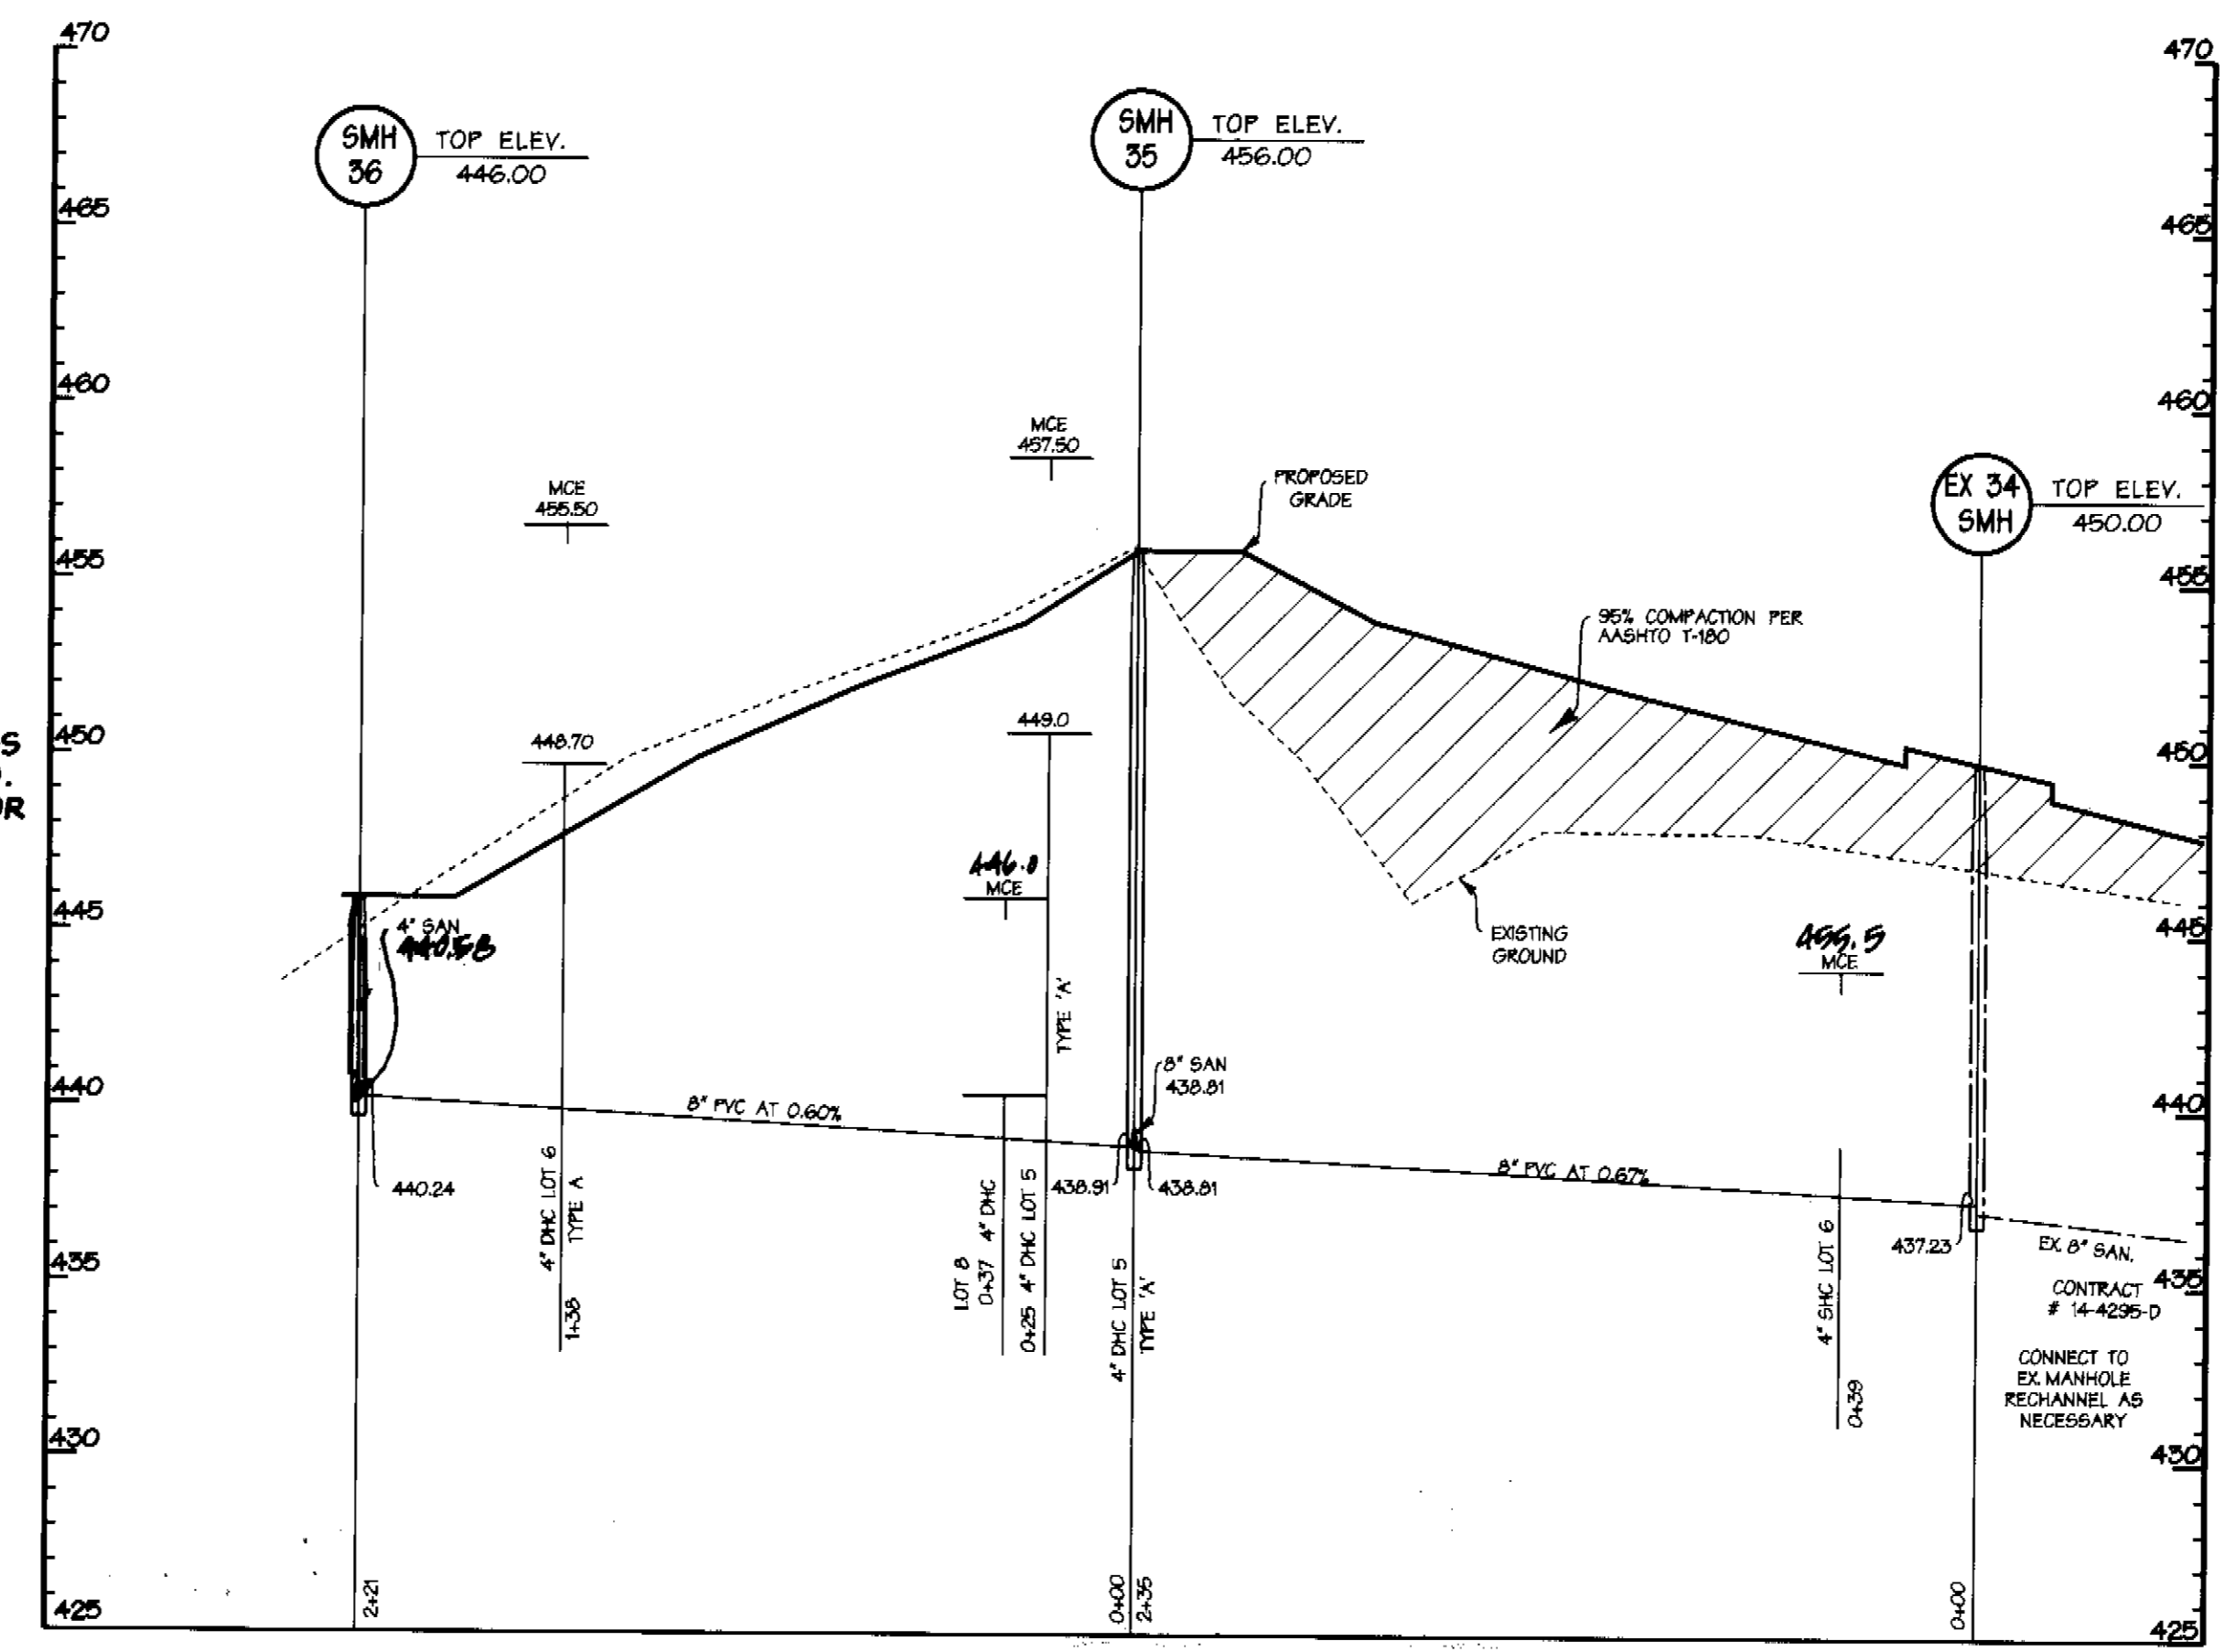 470
465
460
455
450
445
440
435
430
425
S
OR
SMH
36
TOP ELEV.
446.00
SMH
35
TOP ELEV.
456.00
EX 34
SMH
TOP ELEV.
450.00
470
465
460
455
450
445
440
435
430
425
MCE
455.50
MCE
457.50
PROPOSED
GRADE
95% COMPACTION PER
AASHTO T-180
448.70
449.0
MCE
4" SAN
EXISTING
GROUND
455.5
MCE
TYPE 'A'
8" SAN
438.81
8" PVC AT 0.60%
8" PVC AT 0.67%
440.24
4" DHC LOT 6
TYPE A
1+38
LOT 8
0+37 4" DHC
0+25 4" DHC LOT 5
438.91
438.81
4" DHC LOT 5
TYPE 'A'
4" SHC LOT 6
0+39
437.23
EX. 8" SAN.
CONTRACT
# 14-4295-D
CONNECT TO
EX. MANHOLE
RECHANNEL AS
NECESSARY
2+21
0+00
2+35
0+00